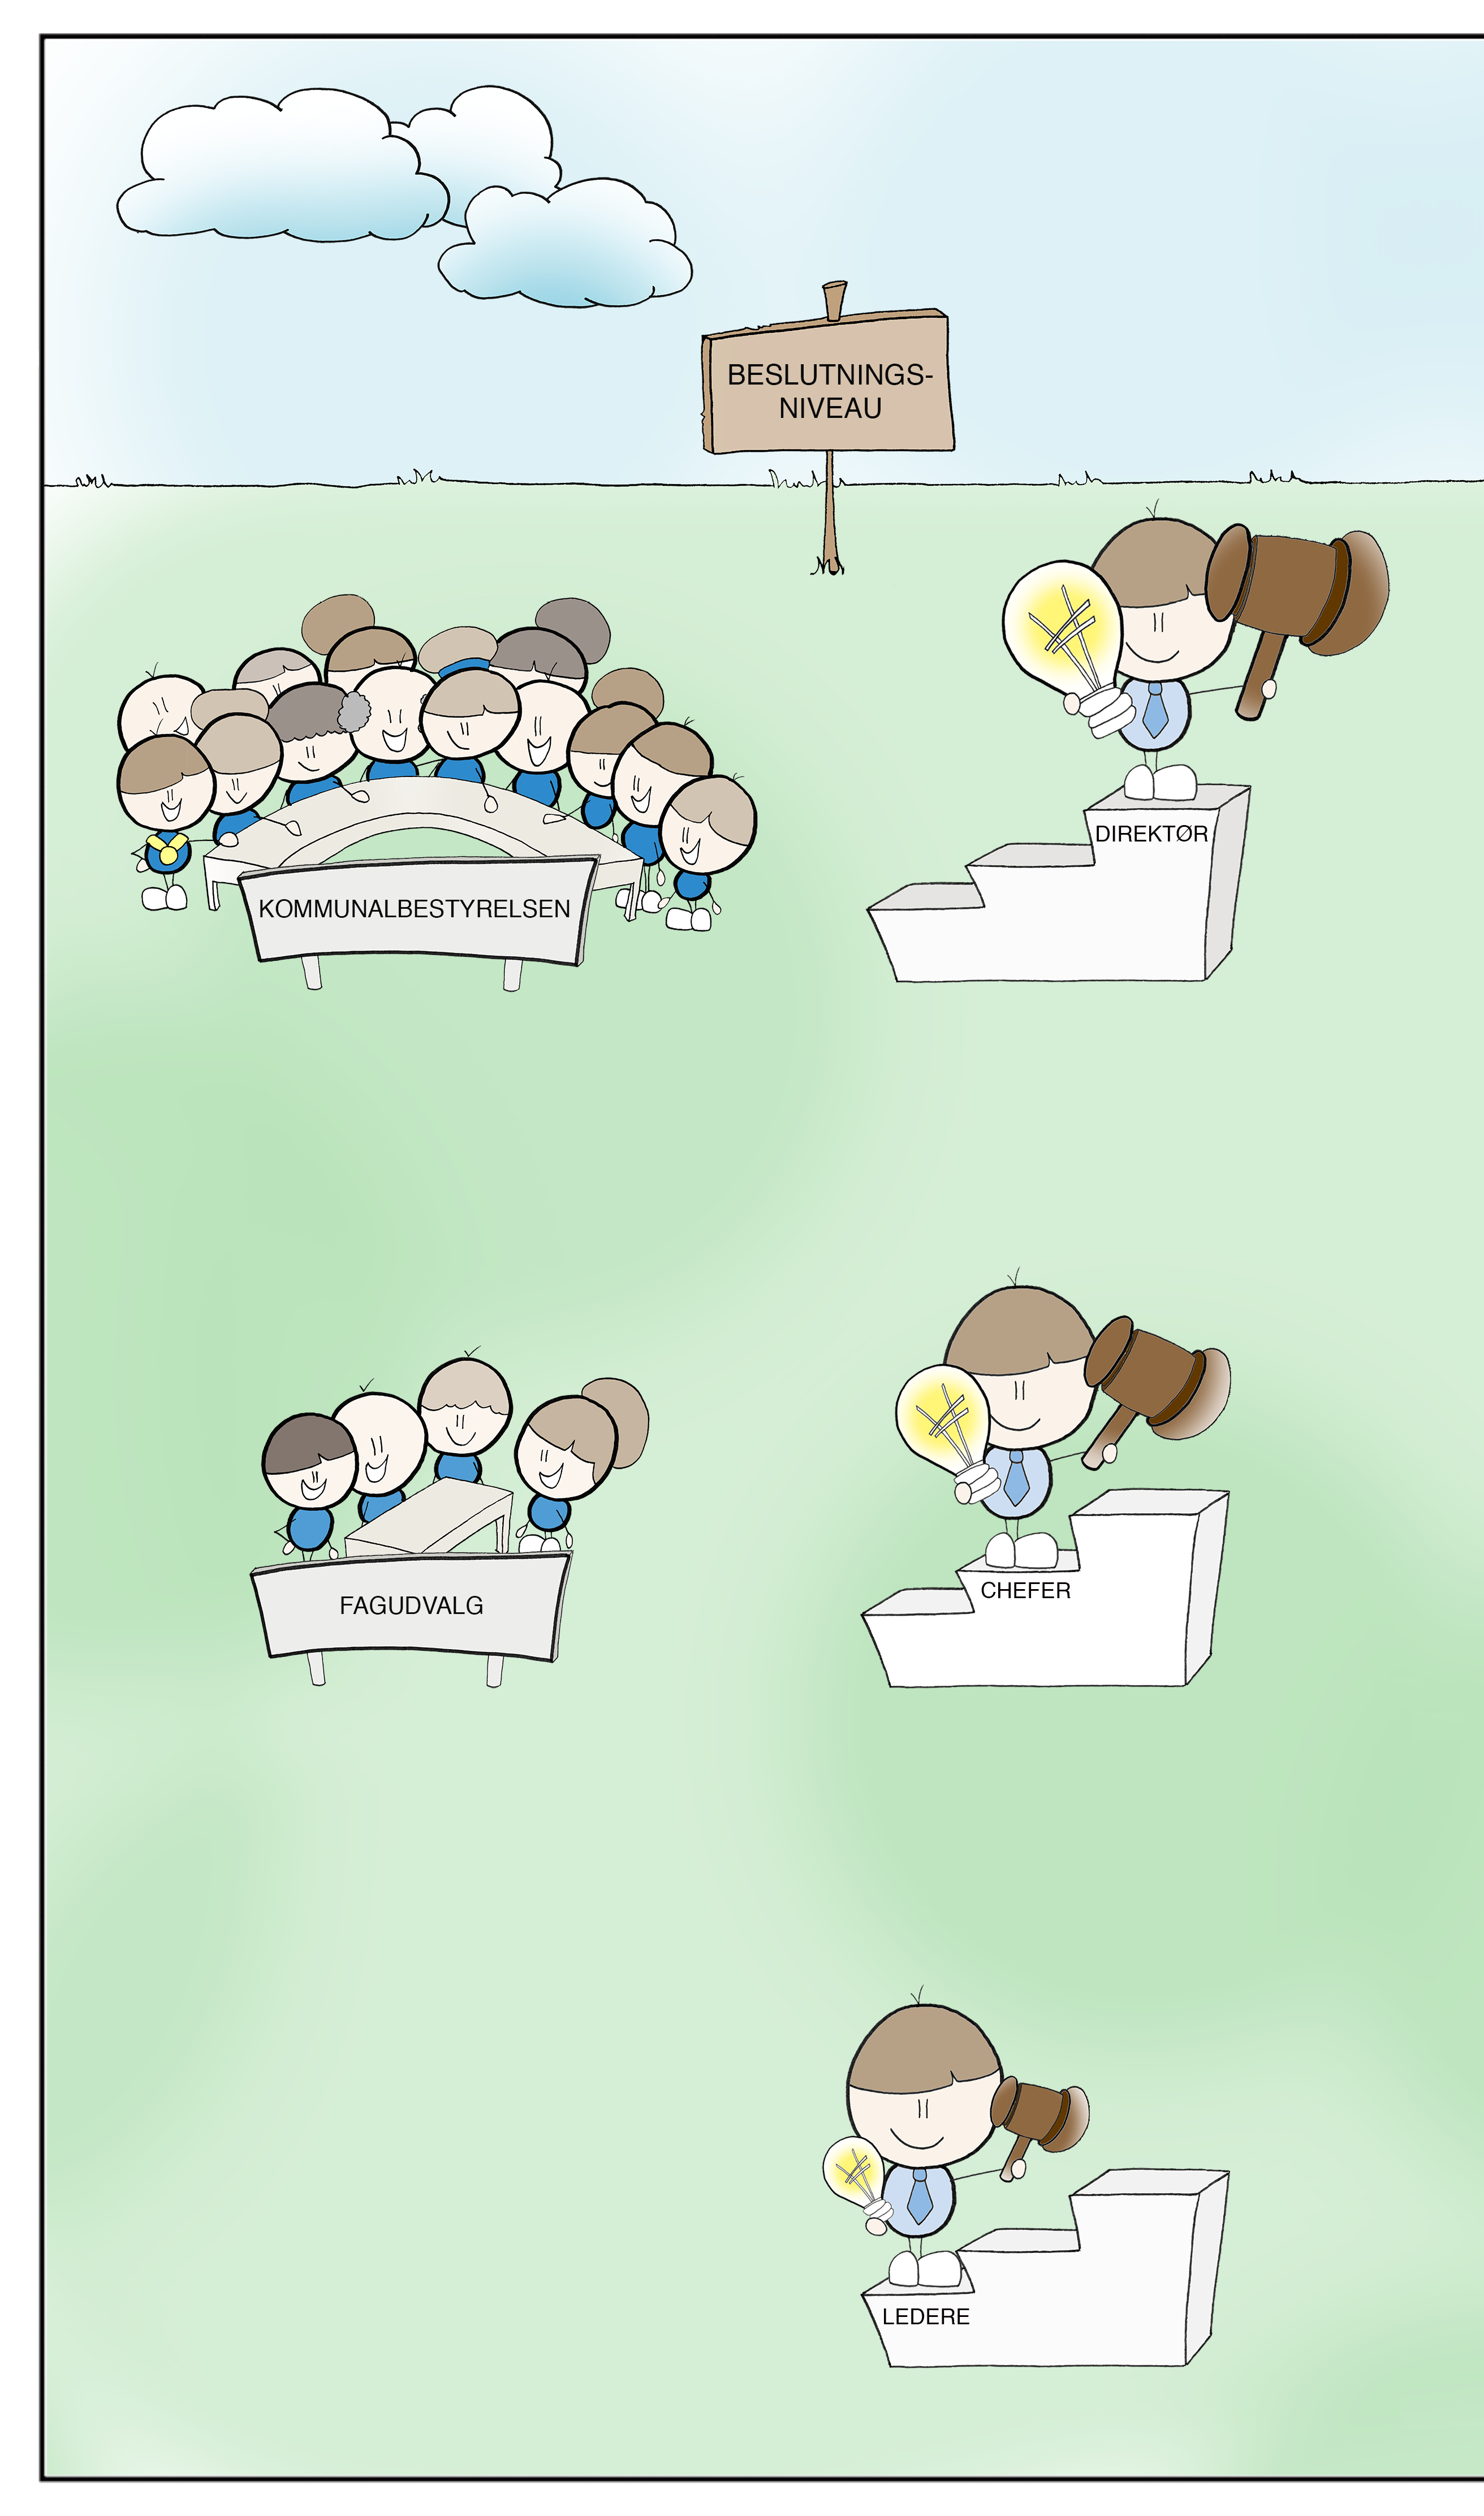 BESLUTNINGS-
NIVEAU
KOMMUNALBESTYRELSEN
DIREKTØR
FAGUDVALG
CHEFER
LEDERE